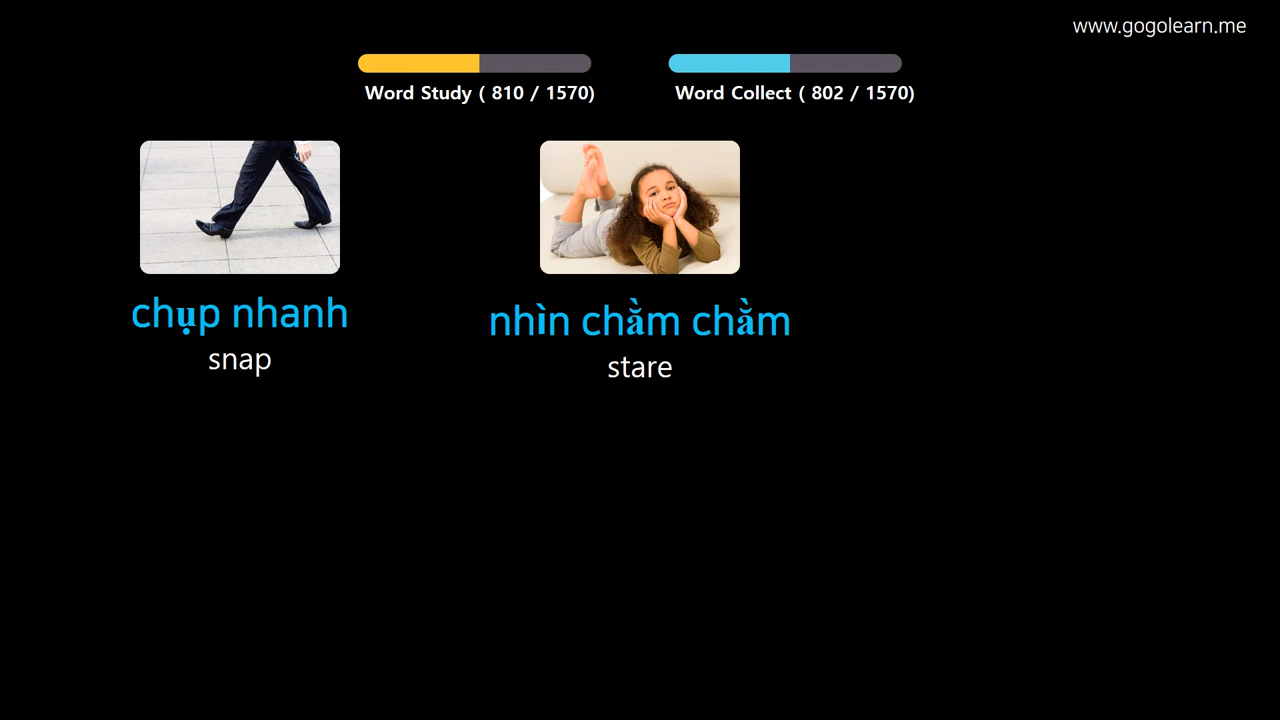 www.gogolearn.me
Word Study ( 810 / 1570)
Word Collect ( 802 / 1570)
chụp nhanh
snap
nhìn chằm chằm
stare